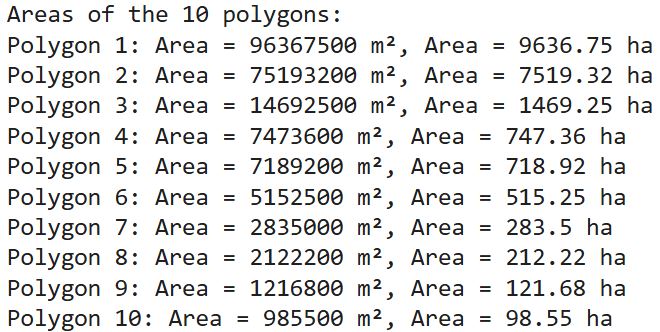 Areas of the 10 polygons:
Polygon 1: Area = 96367500 m², Area = 9636.75 ha
Polygon 2: Area = 75193200 m², Area = 7519.32 ha
Polygon 3: Area = 14692500 m², Area = 1469.25 ha
Polygon 4: Area = 7473600 m², Area = 747.36 ha
Polygon 5: Area = 7189200 m², Area = 718.92 ha
Polygon 6: Area = 5152500 m², Area = 515.25 ha
Polygon 7: Area = 2835000 m², Area = 283.5 ha
Polygon 8: Area = 2122200 m², Area = 212.22 ha
Polygon 9: Area = 1216800 m², Area = 121.68 ha
Polygon 10: Area = 985500 m², Area = 98.55 ha